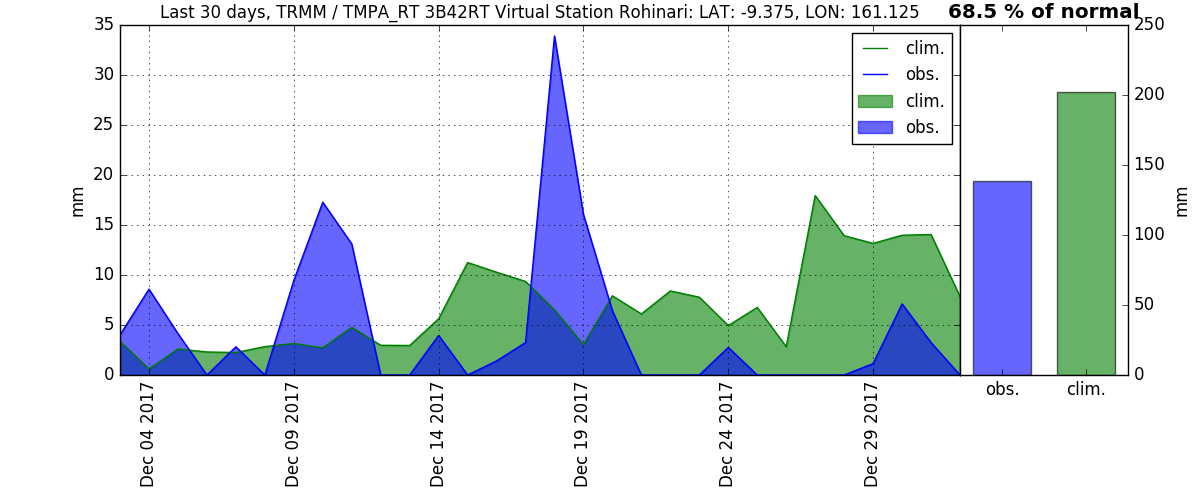 Last 30 days, TRMM / TMPA_RT 3B42RT Virtual Station Rohinari: LAT: -9.375, LON: 161.125
68.5 % of normal
35
30
25
20
15
10
5
0
mm
clim.
obs.
clim.
obs.
250
200
150
100
50
0
mm
Dec 04 2017
Dec 09 2017
Dec 14 2017
Dec 19 2017
Dec 24 2017
Dec 29 2017
obs.
clim.